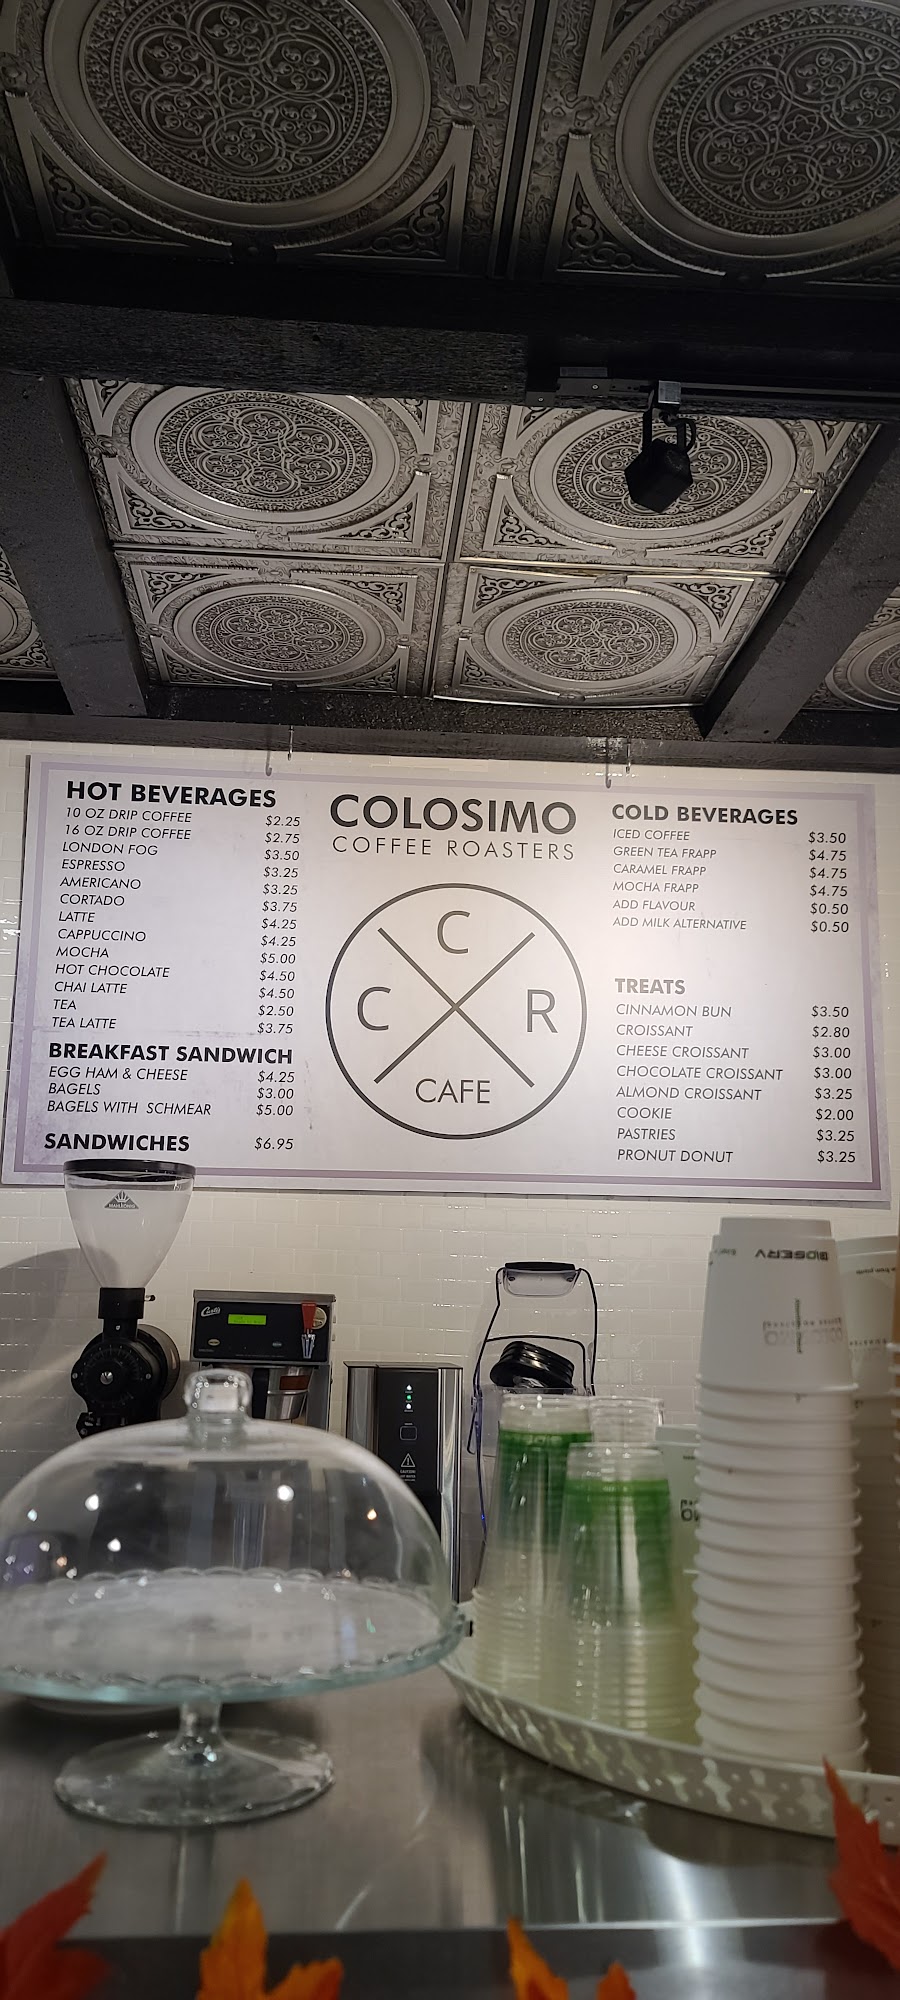 HOT BEVERAGES
10 OZ DRIP COFFEE $2.25
16 OZ DRIP COFFEE $2.75
LONDON FOG $3.50
ESPRESSO $3.25
AMERICANO $3.25
CORTADO $3.75
LATTE $4.25
CAPPUCCINO $4.25
MOCHA $5.00
HOT CHOCOLATE $4.50
CHAI LATTE $4.50
TEA $2.50
TEA LATTE $3.75
BREAKFAST SANDWICH
EGG HAM & CHEESE $4.25
BAGELS $3.00
BAGELS WITH SCHMEAR $5.00
SANDWICHES $6.95
COLOSIMO
COFFEE ROASTERS
C
C R
CAFE
COLD BEVERAGES
ICED COFFEE $3.50
GREEN TEA FRAPP $4.75
CARAMEL FRAPP $4.75
MOCHA FRAPP $4.75
ADD FLAVOUR $0.50
ADD MILK ALTERNATIVE $0.50
TREATS
CINNAMON BUN $3.50
CROISSANT $2.80
CHEESE CROISSANT $3.00
CHOCOLATE CROISSANT $3.00
ALMOND CROISSANT $3.25
COOKIE $2.00
PASTRIES $3.25
PRONUT DONUT $3.25
Curtis
CAUTION